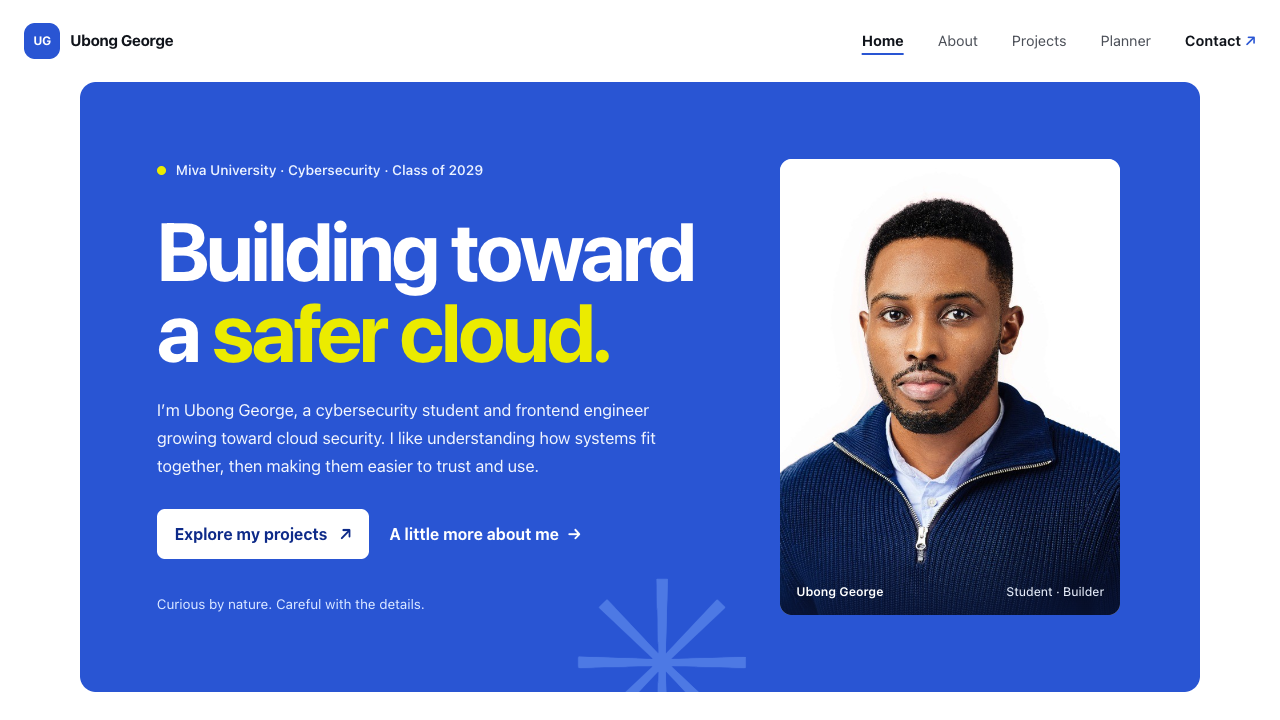 UG
Ubong George
Home
About
Projects
Planner
Contact
Miva University · Cybersecurity · Class of 2029
Building toward
a safer cloud.
I’m Ubong George, a cybersecurity student and frontend engineer
growing toward cloud security. I like understanding how systems fit
together, then making them easier to trust and use.
Explore my projects
A little more about me
Curious by nature. Careful with the details.
Ubong George
Student · Builder